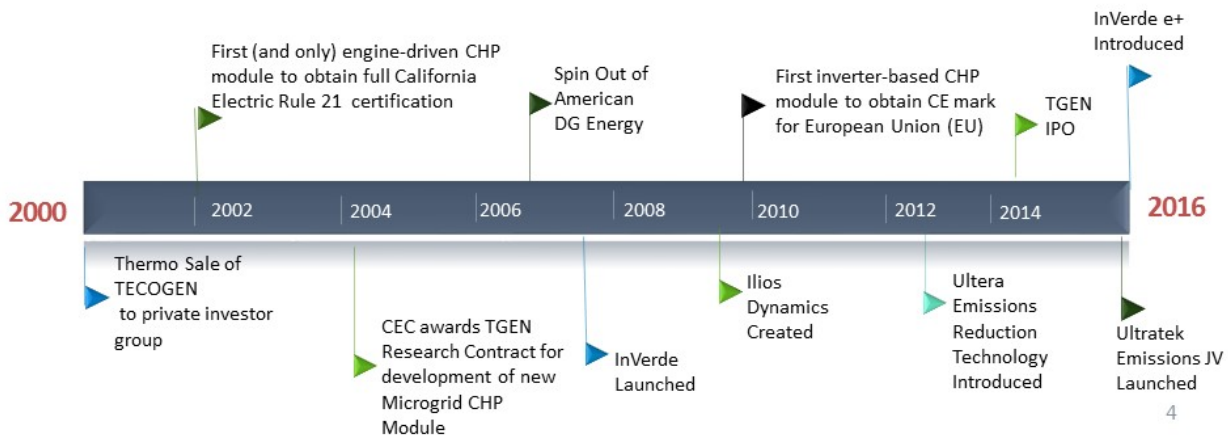 First (and only) engine-driven CHP
module to obtain full California
Electric Rule 21 certification
Spin Out of
American
DG Energy
First inverter-based CHP
module to obtain CE mark
for European Union (EU)
TGEN
IPO
InVerde e+
Introduced
2000
2002
2004
2006
2008
2010
2012
2014
2016
Thermo Sale of
TECOGEN
to private investor
group
CEC awards TGEN
Research Contract for
development of new
Microgrid CHP
Module
InVerde
Launched
Ilios
Dynamics
Created
Ultera
Emissions
Reduction
Technology
Introduced
Ultratek
Emissions JV
Launched
4